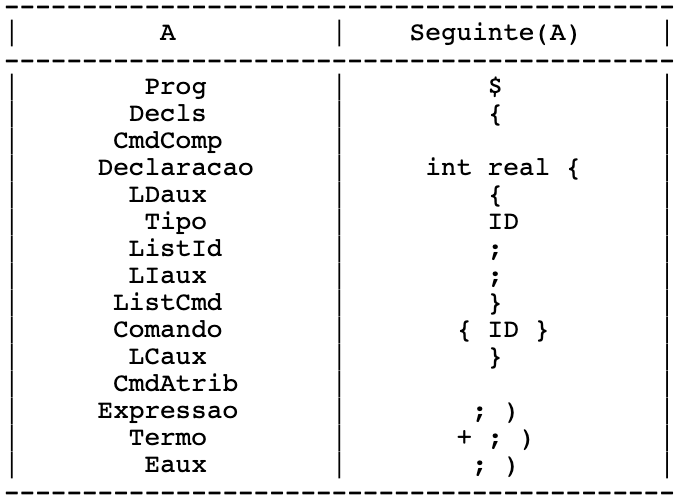 A | Seguinte(A)
Prog $
Decls {
CmdComp
Declaracao int real {
LDaux {
Tipo ID
ListId ;
LIaux ;
ListCmd }
Comando { ID }
LCaux }
CmdAtrib
Expressao ; )
Termo + ; )
Eaux ; )